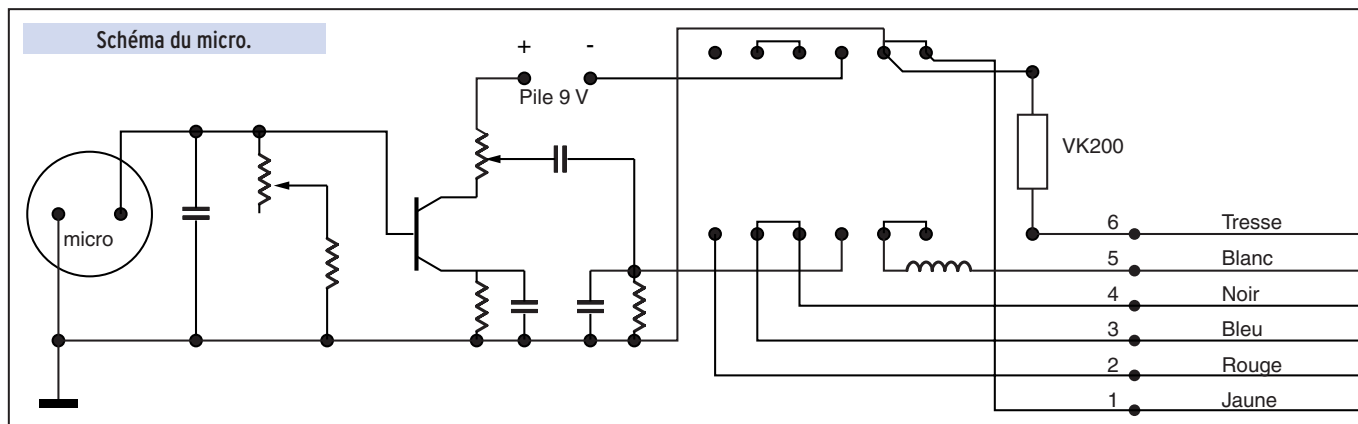 Schéma du micro.
+ -
Pile 9 V
VK200
micro
6 Tresse
5 Blanc
4 Noir
3 Bleu
2 Rouge
1 Jaune